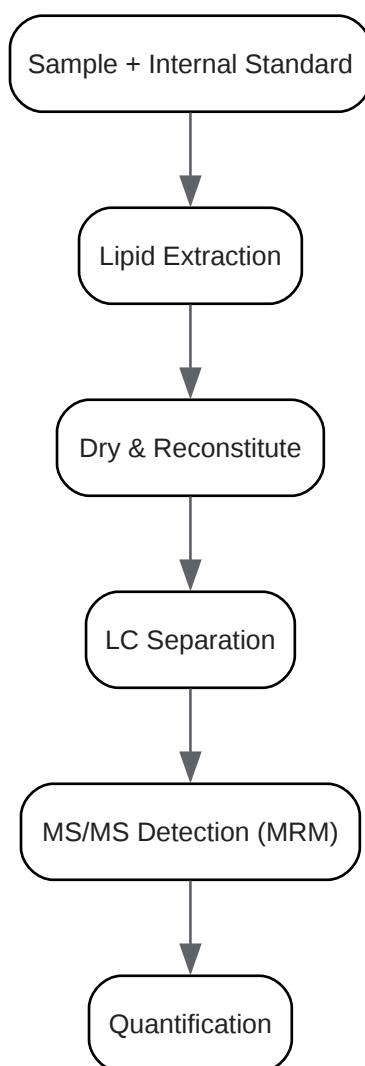 Sample + Internal Standard
Lipid Extraction
Dry & Reconstitute
LC Separation
MS/MS Detection (MRM)
Quantification